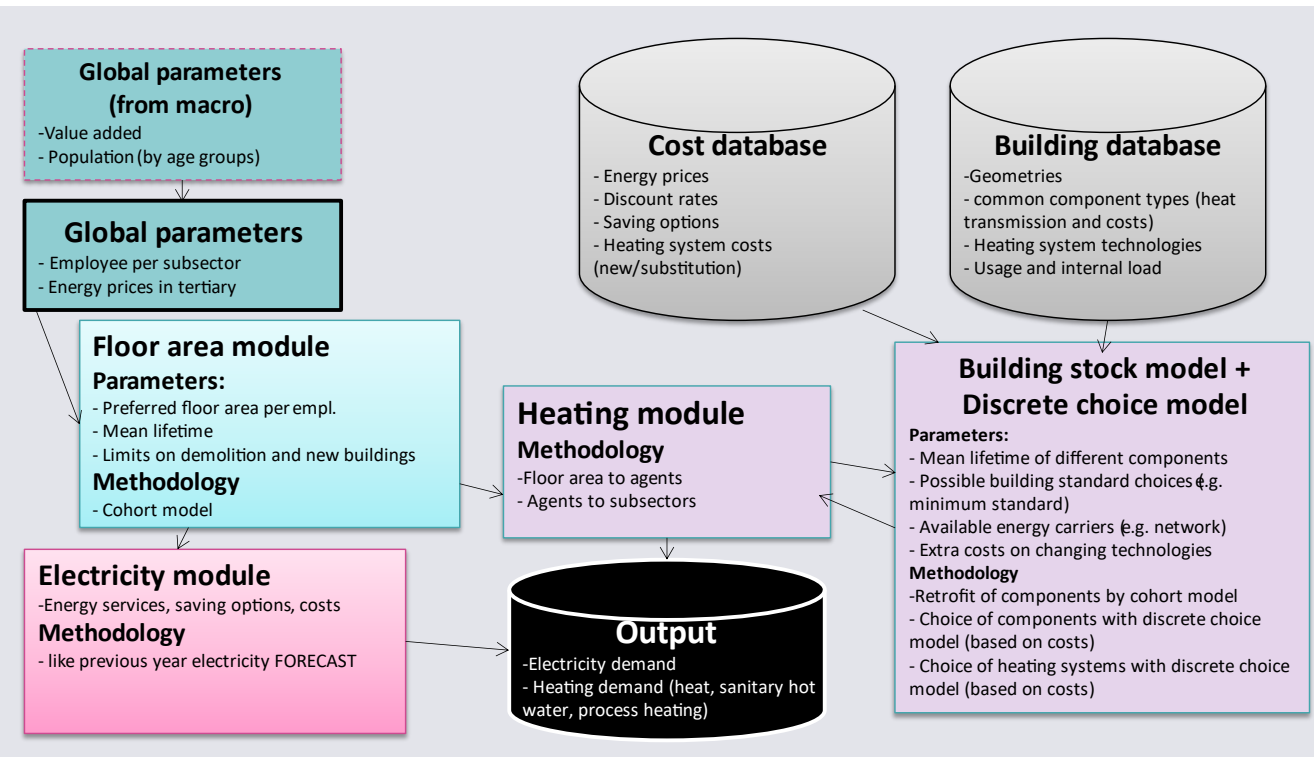 Global parameters
(from macro)
-Value added
- Population (by age groups)
Global parameters
- Employee per subsector
- Energy prices in tertiary
Cost database
- Energy prices
- Discount rates
- Saving options
- Heating system costs
(new/substitution)
Building database
-Geometries
- common component types (heat
transmission and costs)
- Heating system technologies
- Usage and internal load
Floor area module
Parameters:
- Preferred floor area per empl.
- Mean lifetime
- Limits on demolition and new buildings
Methodology
- Cohort model
Heating module
Methodology
-Floor area to agents
- Agents to subsectors
Building stock model +
Discrete choice model
Parameters:
- Mean lifetime of different components
- Possible building standard choices (e.g.
minimum standard)
- Available energy carriers (e.g. network)
- Extra costs on changing technologies
Methodology
-Retrofit of components by cohort model
- Choice of components with discrete choice
model (based on costs)
- Choice of heating systems with discrete choice
model (based on costs)
Electricity module
-Energy services, saving options, costs
Methodology
- like previous year electricity FORECAST
Output
-Electricity demand
- Heating demand (heat, sanitary hot
water, process heating)